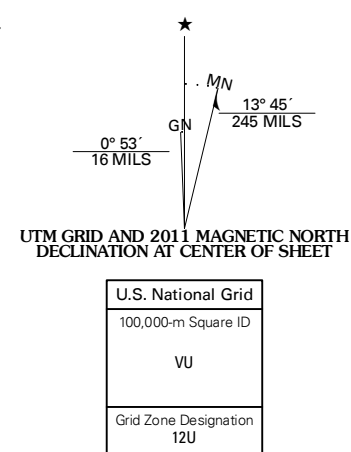 ★
MN
13° 45´
245 MILS
GN
0° 53´
16 MILS
UTM GRID AND 2011 MAGNETIC NORTH
DECLINATION AT CENTER OF SHEET
U.S. National Grid
100,000-m Square ID
VU
Grid Zone Designation
12U